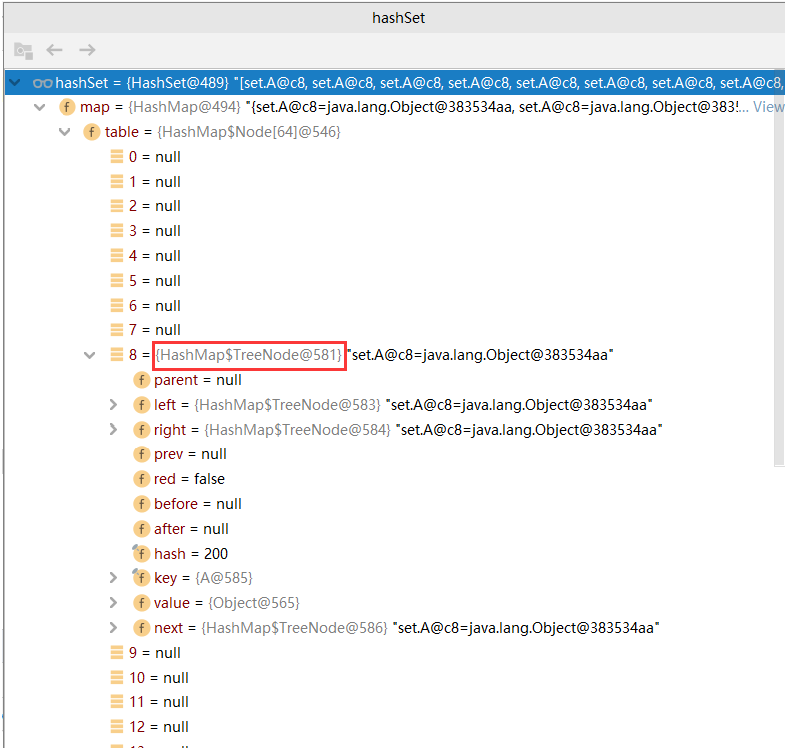 hashSet
hashSet = {HashSet@489} "[set.A@c8, set.A@c8, set.A@c8, set.A@c8, set.A@c8, set.A@c8, set.A@c8, set.A@c8,
f map = {HashMap@494} "{set.A@c8=java.lang.Object@383534aa, set.A@c8=java.lang.Object@383!... View
f table = {HashMap$Node[64]@546}
0 = null
1 = null
2 = null
3 = null
4 = null
5 = null
6 = null
7 = null
8 = {HashMap$TreeNode@581} "set.A@c8=java.lang.Object@383534aa"
f parent = null
f left = {HashMap$TreeNode@583} "set.A@c8=java.lang.Object@383534aa"
f right = {HashMap$TreeNode@584} "set.A@c8=java.lang.Object@383534aa"
f prev = null
f red = false
f before = null
f after = null
f hash = 200
f key = {A@585}
f value = {Object@565}
f next = {HashMap$TreeNode@586} "set.A@c8=java.lang.Object@383534aa"
9 = null
10 = null
11 = null
12 = null